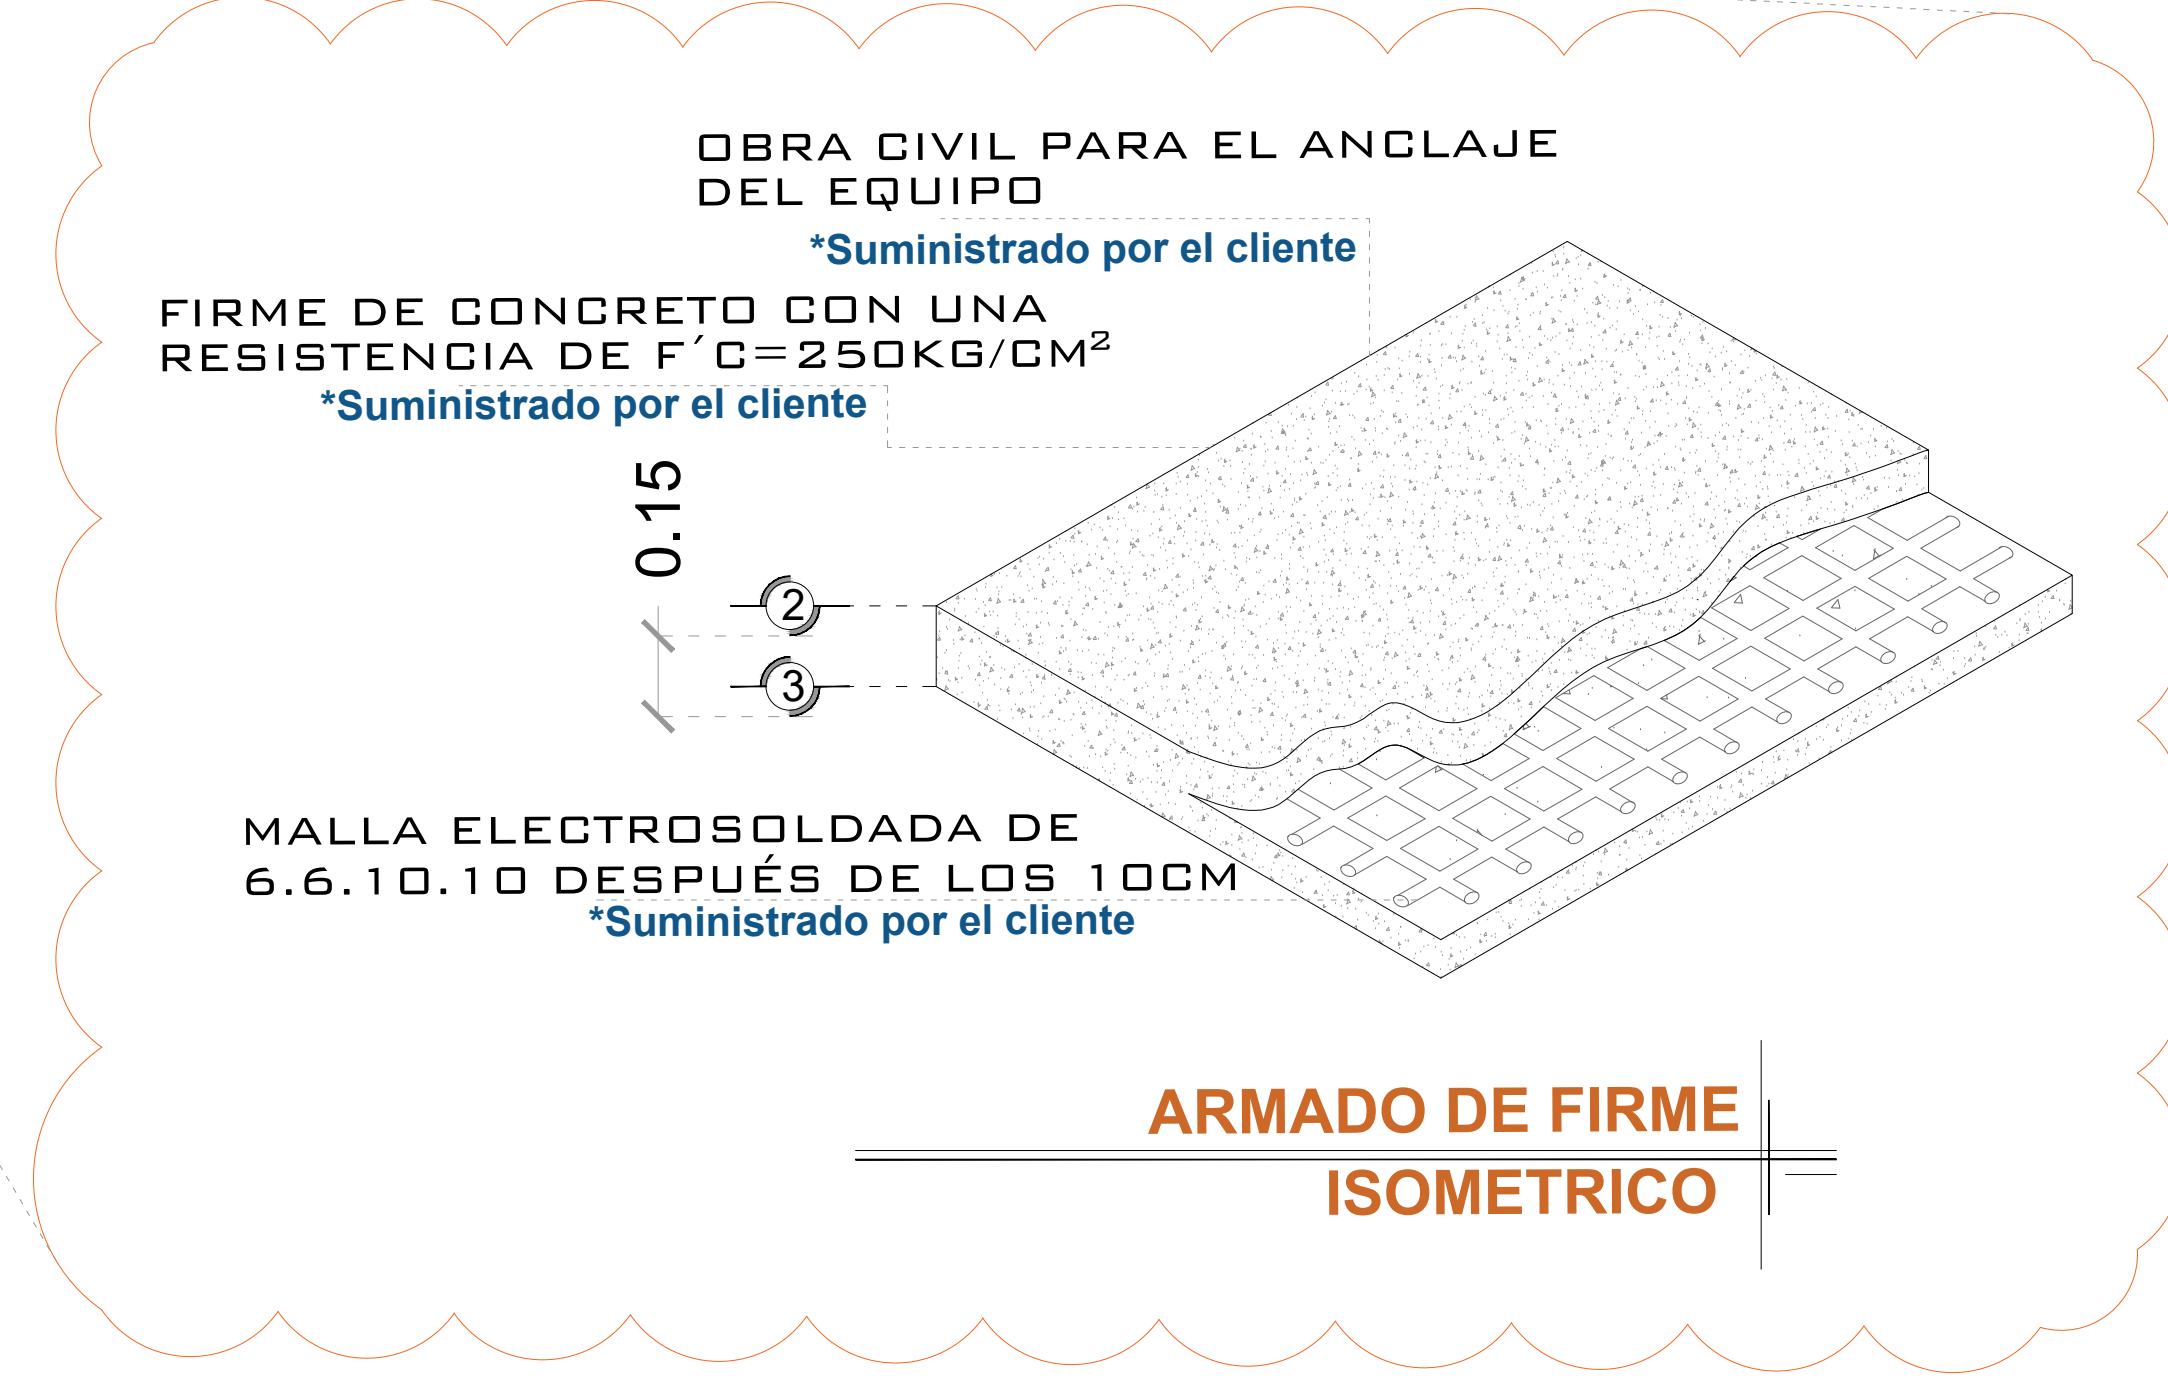 OBRA CIVIL PARA EL ANCLAJE
DEL EQUIPO
*Suministrado por el cliente
FIRME DE CONCRETO CON UNA
RESISTENCIA DE F´C=250KG/CM²
*Suministrado por el cliente
0.15
2
3
MALLA ELECTROSOLDADA DE
6.6.10.10 DESPUÉS DE LOS 10CM
*Suministrado por el cliente
ARMADO DE FIRME
ISOMETRICO